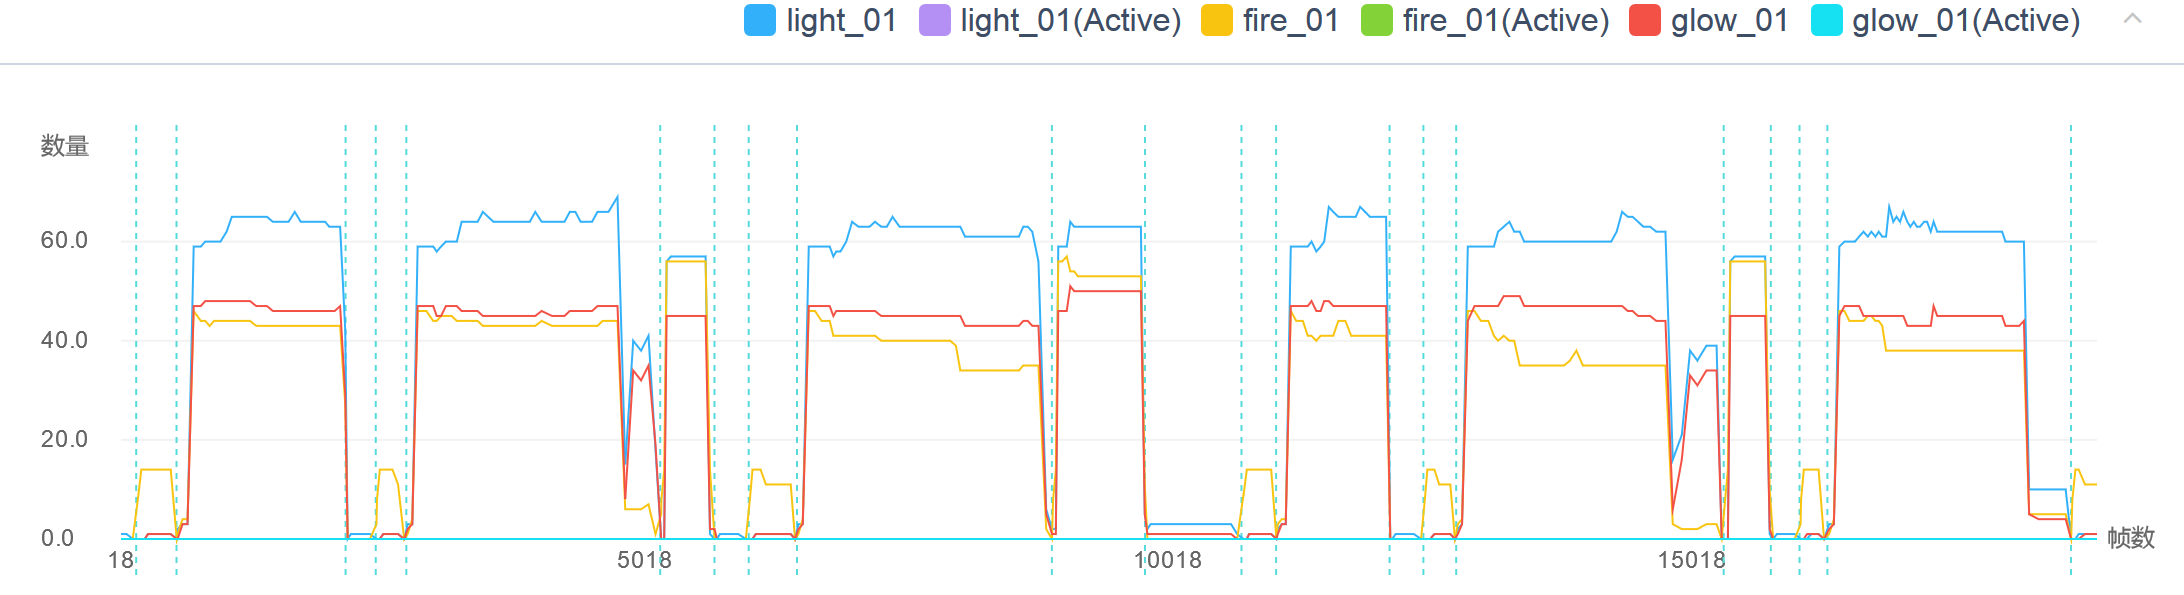 light_01 light_01(Active) fire_01 fire_01(Active) glow_01 glow_01(Active)
数量
60.0
40.0
20.0
0.0
18 5018 10018 15018
帧数